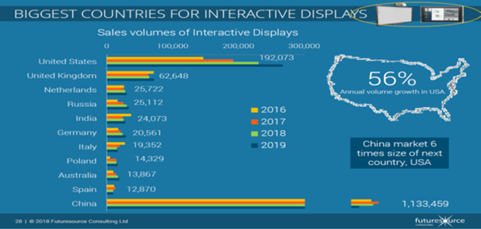 BIGGEST COUNTRIES FOR INTERACTIVE DISPLAYS
Sales volumes of Interactive Displays
0 100,000 200,000 300,000
United States 192,073
United Kingdom 62,648
Netherlands 25,722
Russia 25,112
India 24,073
Germany 20,561
Italy 19,352
Poland 14,329
Australia 13,867
Spain 12,870
China 1,133,459
2016
2017
2018
2019
56%
Annual volume growth in USA
China market 6
times size of next
country, USA
28 | © 2018 Futuresource Consulting Ltd
futuresource